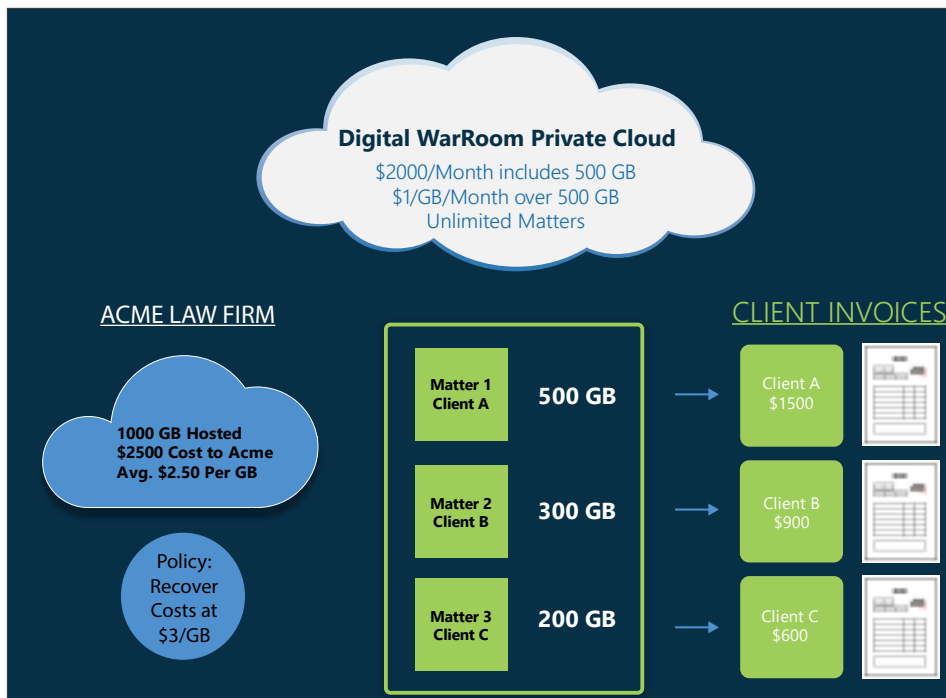 Digital WarRoom Private Cloud
$2000/Month includes 500 GB
$1/GB/Month over 500 GB
Unlimited Matters
ACME LAW FIRM
1000 GB Hosted
$2500 Cost to Acme
Avg. $2.50 Per GB
Policy:
Recover
Costs at
$3/GB
Matter 1
Client A
500 GB
Matter 2
Client B
300 GB
Matter 3
Client C
200 GB
CLIENT INVOICES
Client A
$1500
Client B
$900
Client C
$600